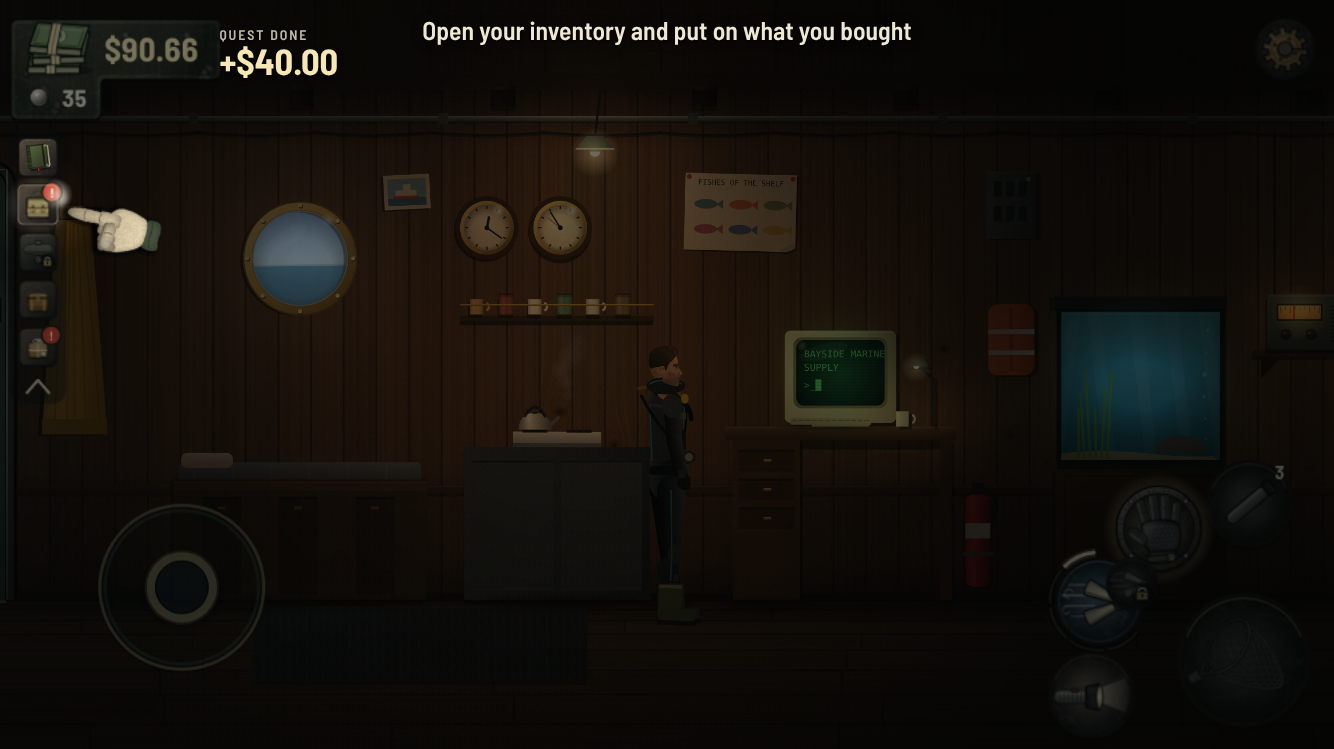 Open your inventory and put on what you bought
QUEST DONE
$90.66
+$40.00
35
!
!
FISHES OF THE SHELF
BAYSIDE MARINE
SUPPLY
>_
3